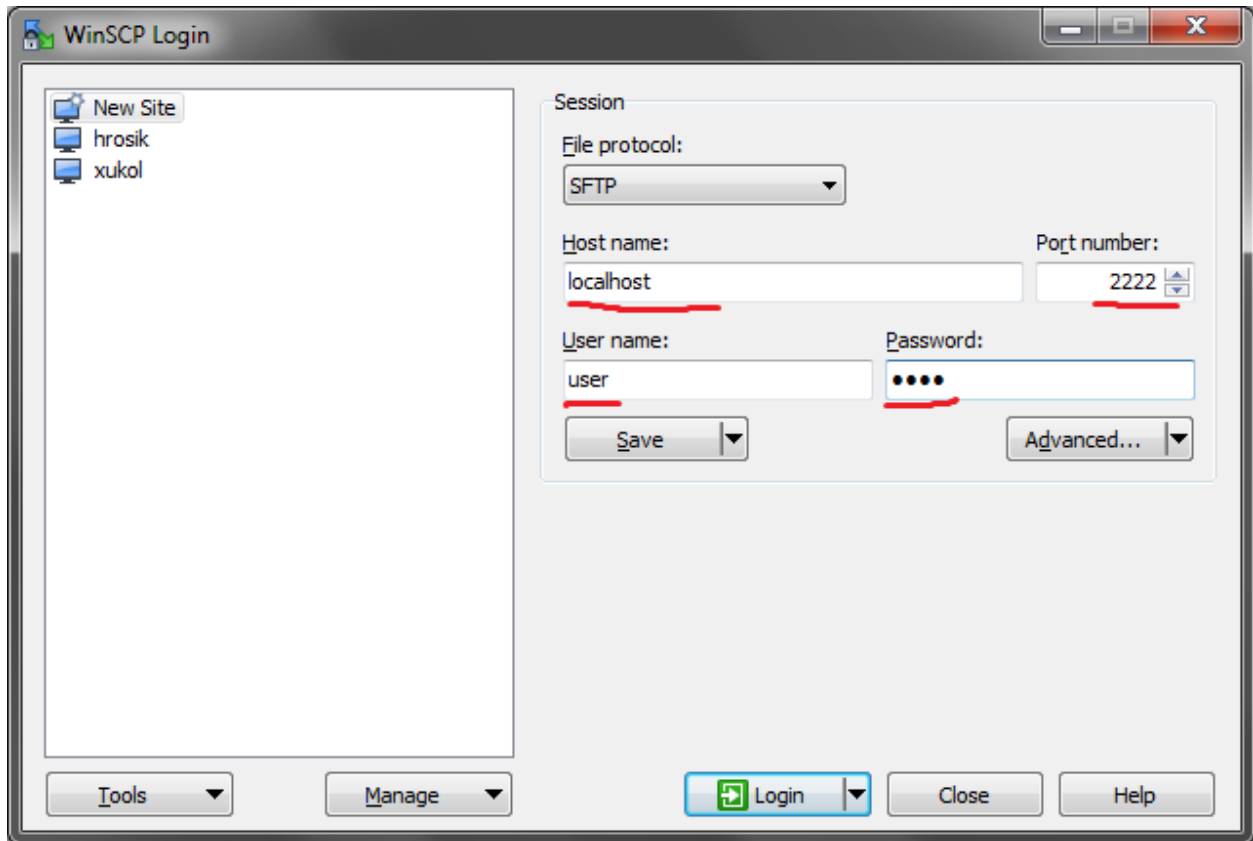 WinSCP Login
New Site
hrosik
xukol
Session
File protocol:
SFTP
Host name:
Port number:
localhost
2222
User name:
Password:
user
••••
Save
Advanced...
Tools
Manage
Login
Close
Help